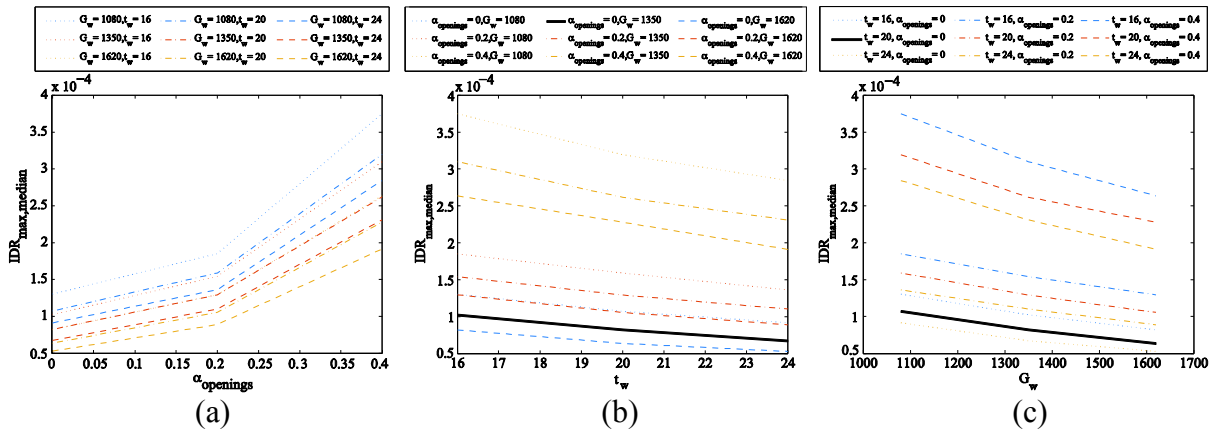 G_w= 1080,t_w= 16 G_w= 1080,t_w= 20 G_w= 1080,t_w= 24
G_w= 1350,t_w= 16 G_w= 1350,t_w= 20 G_w= 1350,t_w= 24
G_w= 1620,t_w= 16 G_w= 1620,t_w= 20 G_w= 1620,t_w= 24
x 10^-4
4
3.5
3
2.5
2
1.5
1
0.5
IDR_max,median
0 0.05 0.1 0.15 0.2 0.25 0.3 0.35 0.4
α_openings
(a)
α_openings= 0,G_w= 1080 α_openings= 0,G_w= 1350 α_openings= 0,G_w= 1620
α_openings= 0.2,G_w= 1080 α_openings= 0.2,G_w= 1350 α_openings= 0.2,G_w= 1620
α_openings= 0.4,G_w= 1080 α_openings= 0.4,G_w= 1350 α_openings= 0.4,G_w= 1620
x 10^-4
4
3.5
3
2.5
2
1.5
1
0.5
IDR_max,median
16 17 18 19 20 21 22 23 24
t_w
(b)
t_w= 16, α_openings= 0 t_w= 16, α_openings= 0.2 t_w= 16, α_openings= 0.4
t_w= 20, α_openings= 0 t_w= 20, α_openings= 0.2 t_w= 20, α_openings= 0.4
t_w= 24, α_openings= 0 t_w= 24, α_openings= 0.2 t_w= 24, α_openings= 0.4
x 10^-4
4
3.5
3
2.5
2
1.5
1
0.5
IDR_max,median
1000 1100 1200 1300 1400 1500 1600 1700
G_w
(c)